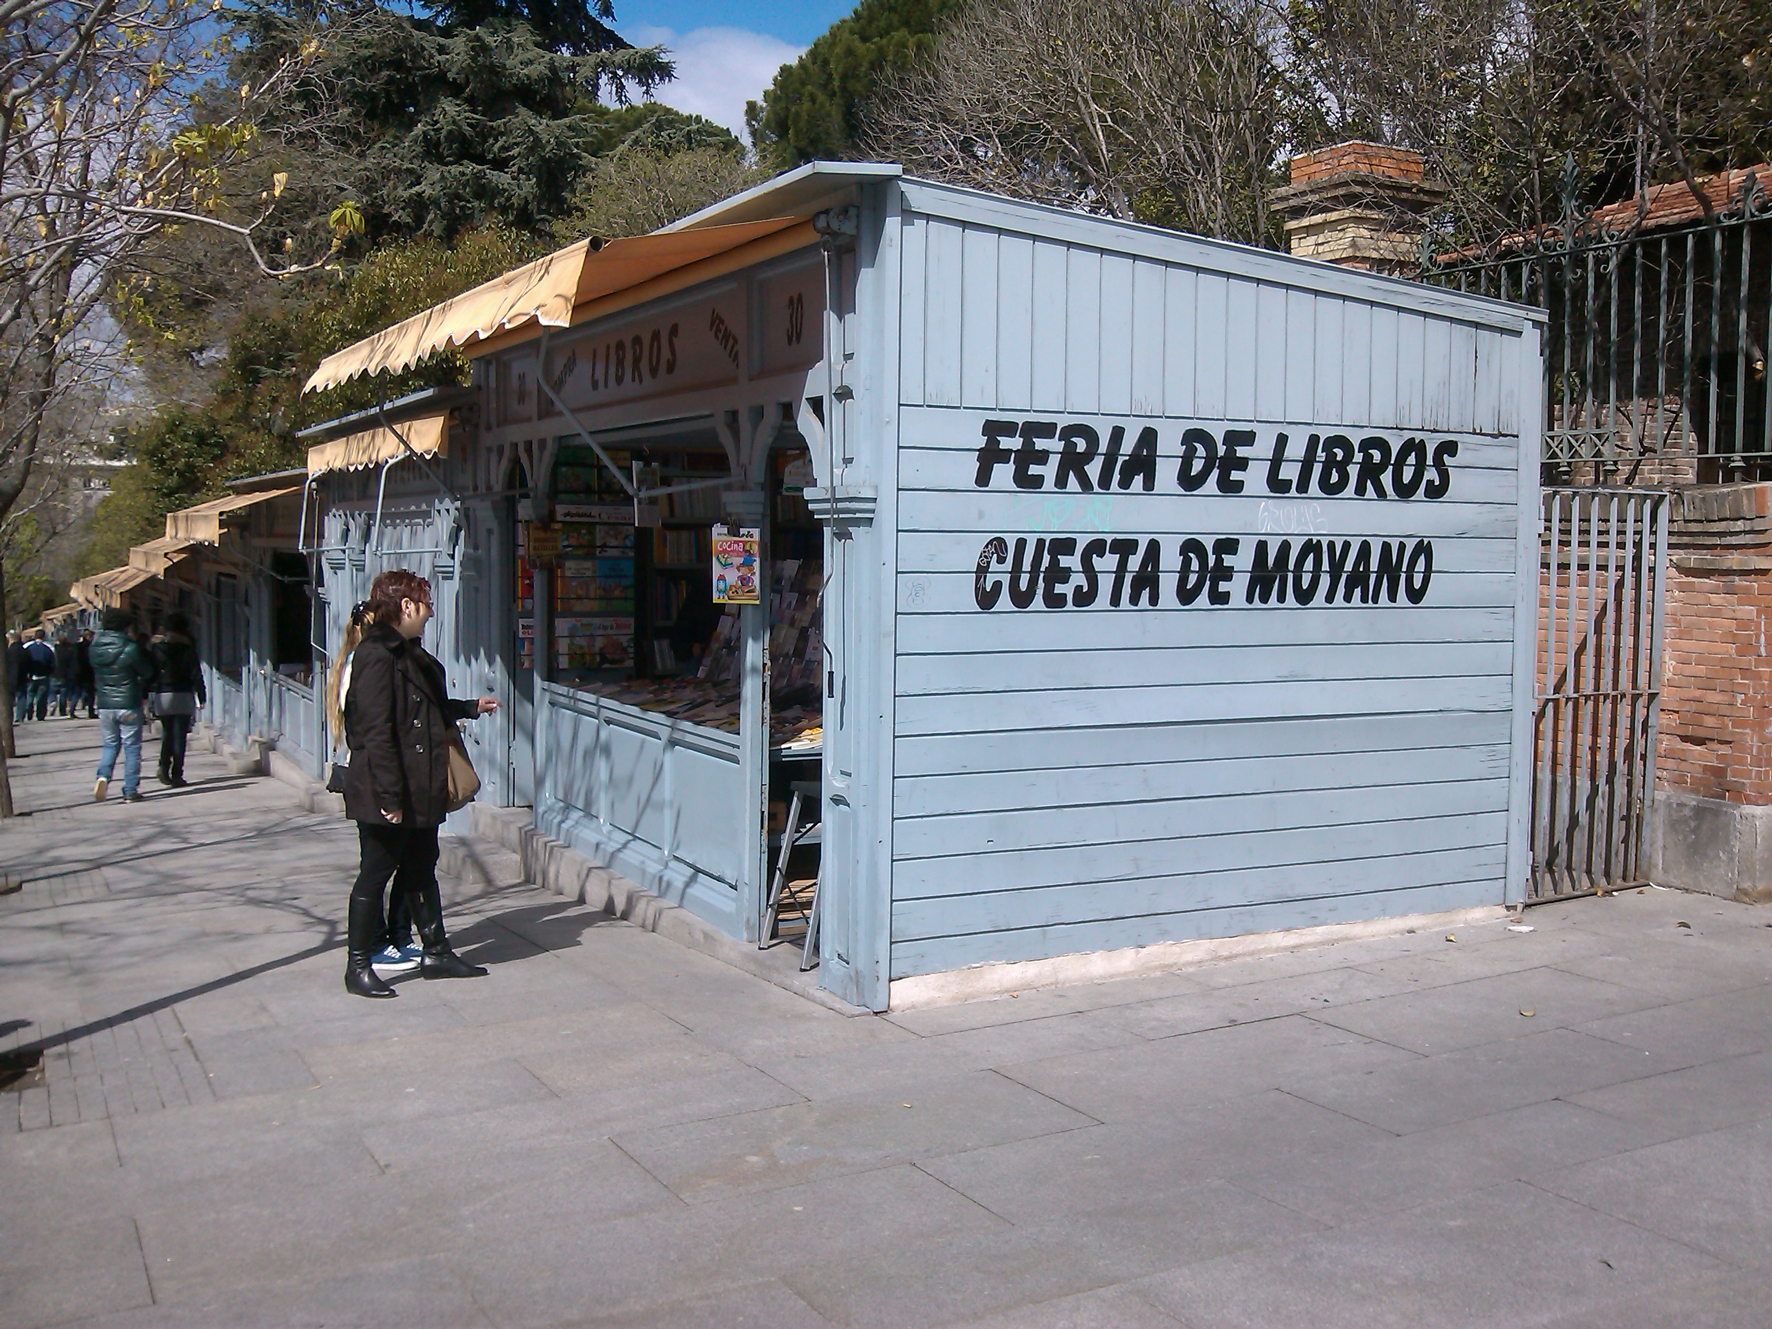 30
LIBROS
VENTA
30
FERIA DE LIBROS
CUESTA DE MOYANO
cocina